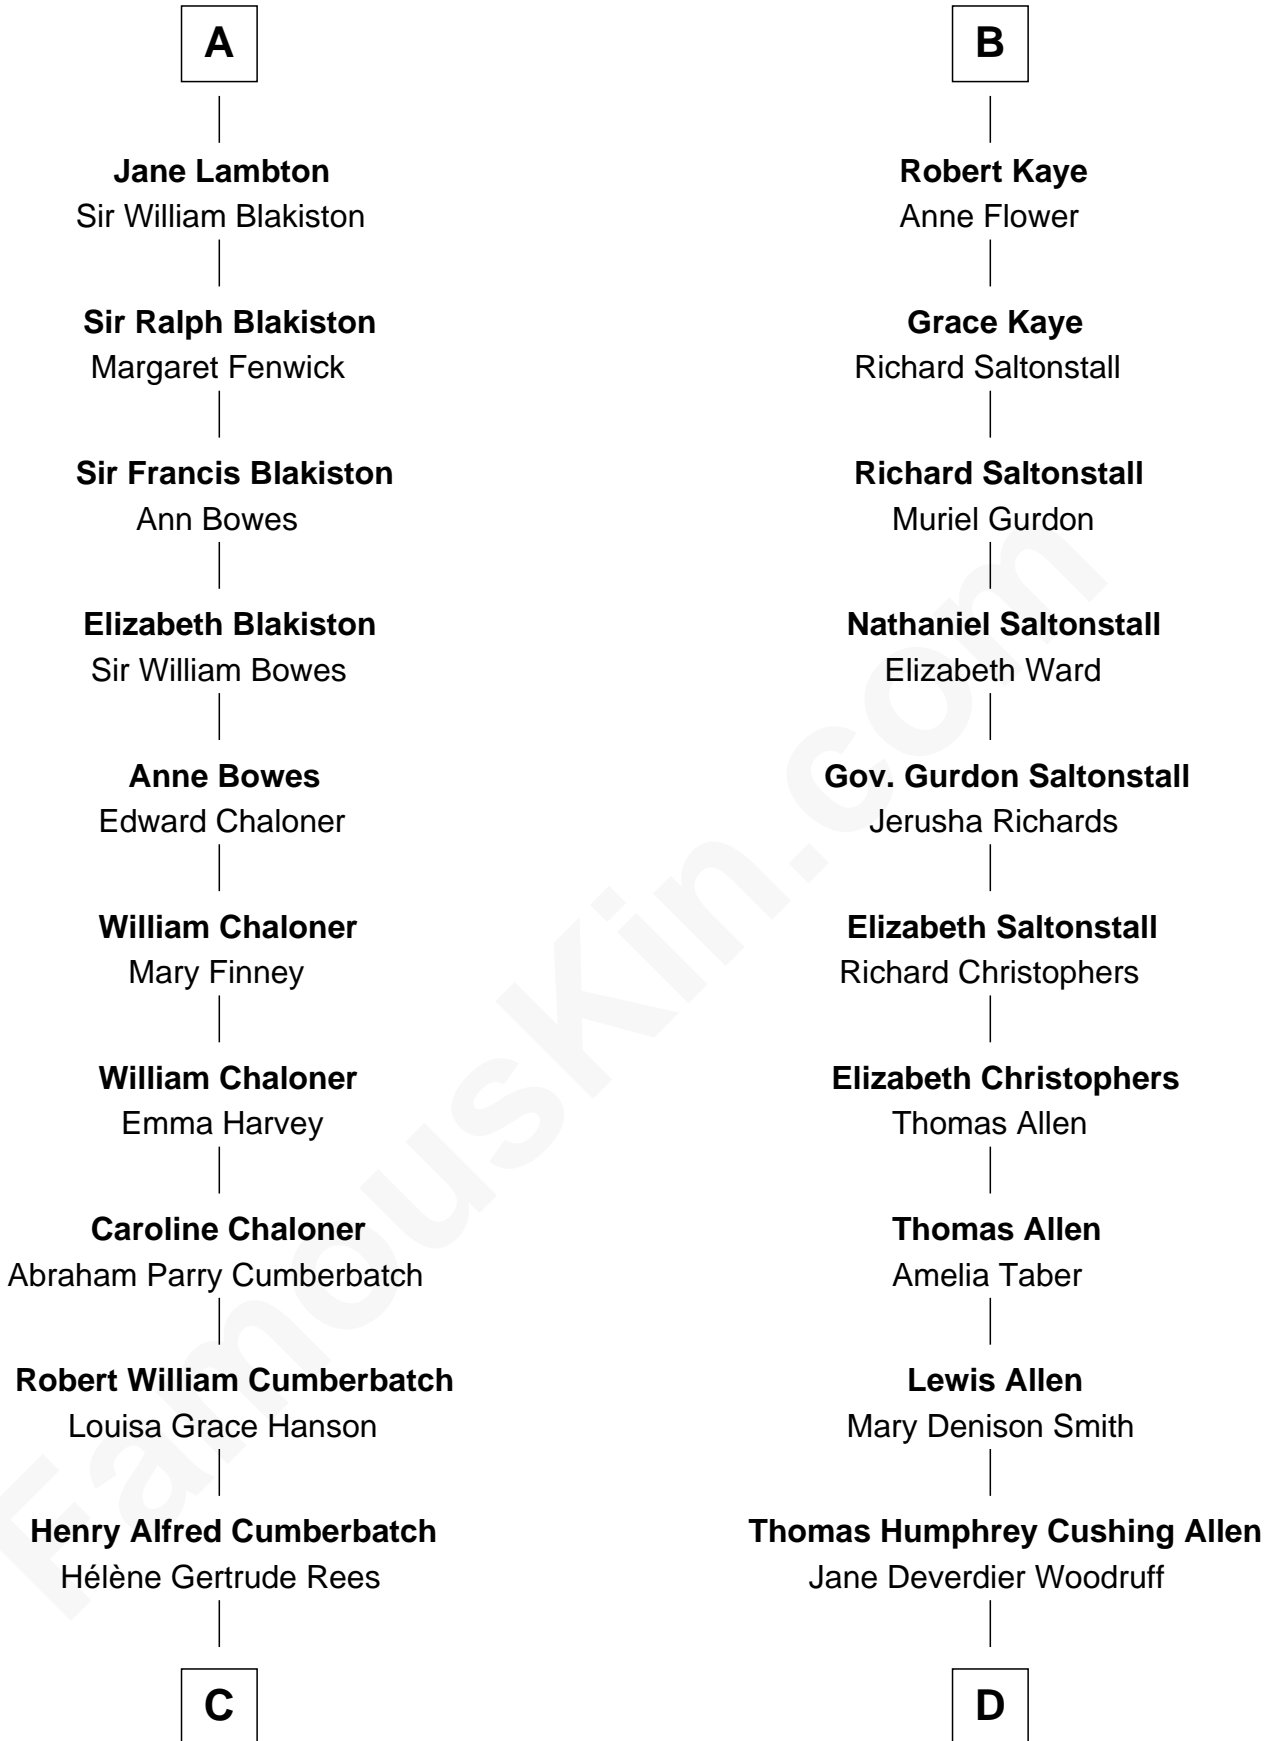 A
Jane Lambton
Sir William Blakiston
Sir Ralph Blakiston
Margaret Fenwick
Sir Francis Blakiston
Ann Bowes
Elizabeth Blakiston
Sir William Bowes
Anne Bowes
Edward Chaloner
William Chaloner
Mary Finney
William Chaloner
Emma Harvey
Caroline Chaloner
Abraham Parry Cumberbatch
Robert William Cumberbatch
Louisa Grace Hanson
Henry Alfred Cumberbatch
Hélène Gertrude Rees
C
B
Robert Kaye
Anne Flower
Grace Kaye
Richard Saltonstall
Richard Saltonstall
Muriel Gurdon
Nathaniel Saltonstall
Elizabeth Ward
Gov. Gurdon Saltonstall
Jerusha Richards
Elizabeth Saltonstall
Richard Christophers
Elizabeth Christophers
Thomas Allen
Thomas Allen
Amelia Taber
Lewis Allen
Mary Denison Smith
Thomas Humphrey Cushing Allen
Jane Deverdier Woodruff
D
FamousKin.com